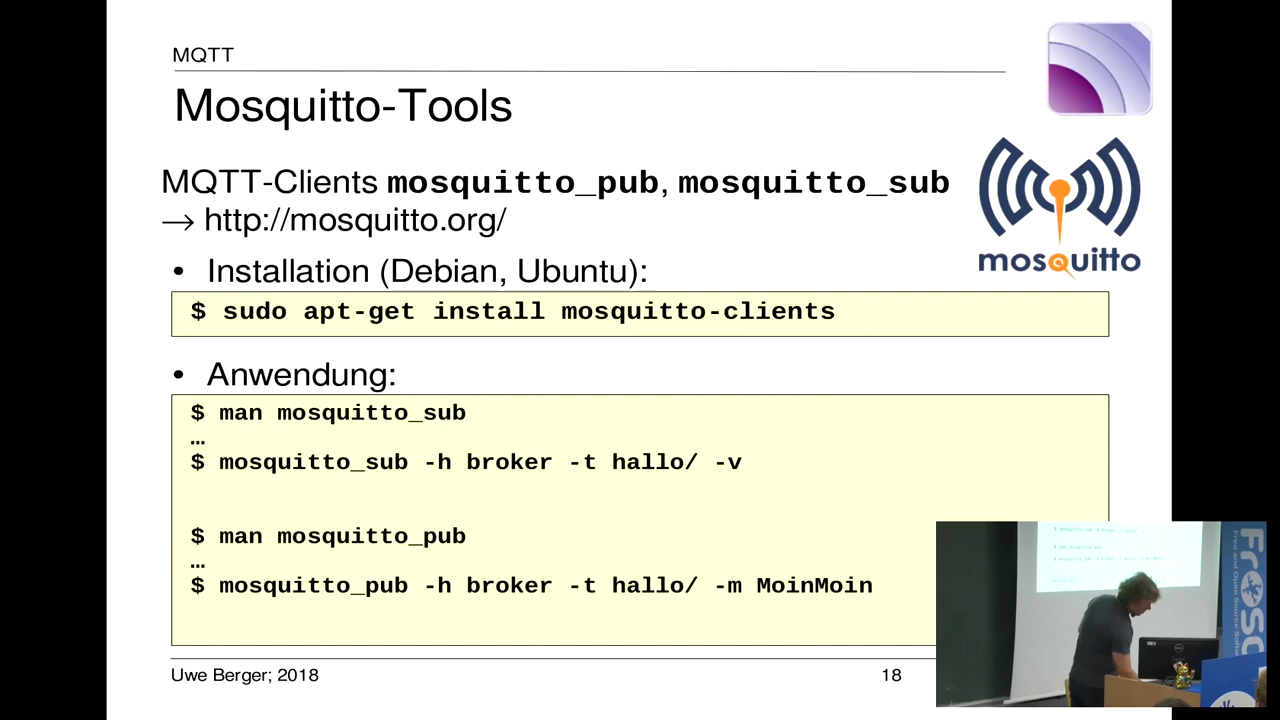 MQTT
Mosquitto-Tools
MQTT-Clients mosquitto_pub, mosquitto_sub
→ http://mosquitto.org/
mosquitto
• Installation (Debian, Ubuntu):
$ sudo apt-get install mosquitto-clients
• Anwendung:
$ man mosquitto_sub
…
$ mosquitto_sub -h broker -t hallo/ -v
$ man mosquitto_pub
…
$ mosquitto_pub -h broker -t hallo/ -m MoinMoin
Uwe Berger; 2018
18